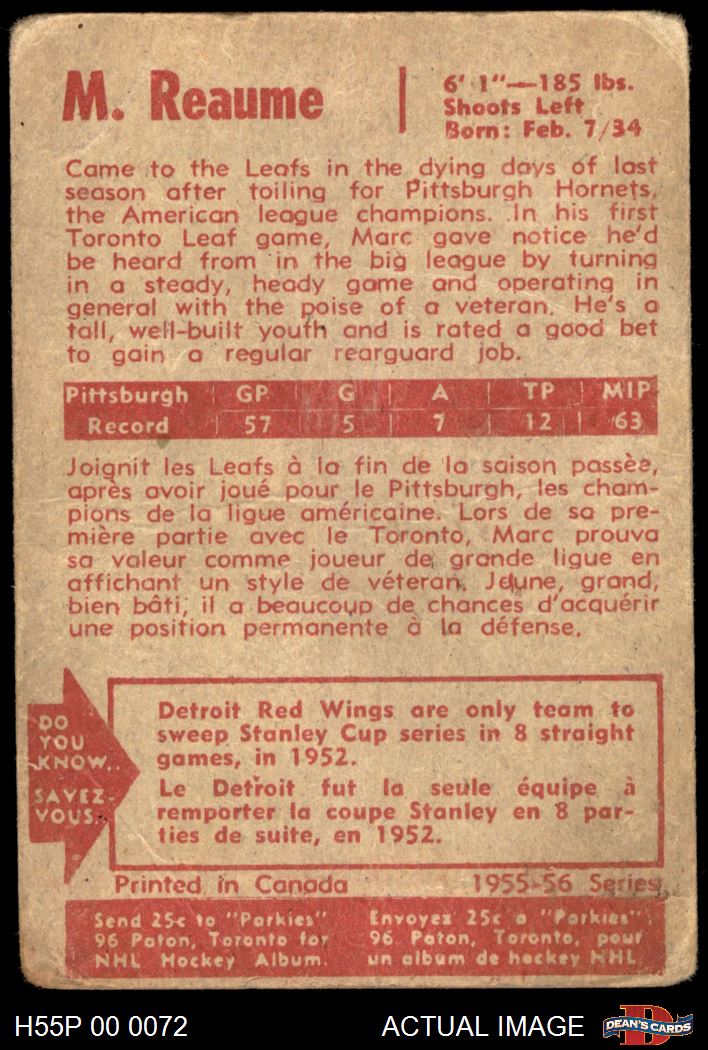 M. Reaume
6' 1"—185 lbs.
Shoots Left
Born: Feb. 7/34
Came to the Leafs in the dying days of last
season after toiling for Pittsburgh Hornets,
the American league champions. In his first
Toronto Leaf game, Marc gave notice he'd
be heard from in the big league by turning
in a steady, heady game and operating in
general with the poise of a veteran. He's a
tall, well-built youth and is rated a good bet
to gain a regular rearguard job.
Pittsburgh GP G A TP MIP
Record 57 5 7 12 63
Joignit les Leafs à la fin de la saison passèe,
après avoir joué pour le Pittsburgh, les cham-
pions de la ligue américaine. Lors de sa pre-
mière partie avec le Toronto, Marc prouva
sa valeur comme joueur de grande ligue en
affichant un style de véteran. Jeune, grand,
bien bâti, il a beaucoup de chances d'acquérir
une position permanente à la défense.
DO
YOU
KNOW..
SAVEZ-
VOUS.
Detroit Red Wings are only team to
sweep Stanley Cup series in 8 straight
games, in 1952.
Le Detroit fut la seule équipe à
remporter la coupe Stanley en 8 par-
ties de suite, en 1952.
Printed in Canada 1955-56 Series
Send 25c to "Parkies"
96 Paton, Toronto for
NHL Hockey Album.
Envoyez 25c a "Parkies",
96 Paton, Toronto, pour
un album de hockey NHL
H55P 00 0072
ACTUAL IMAGE
D
DEAN'S CARDS